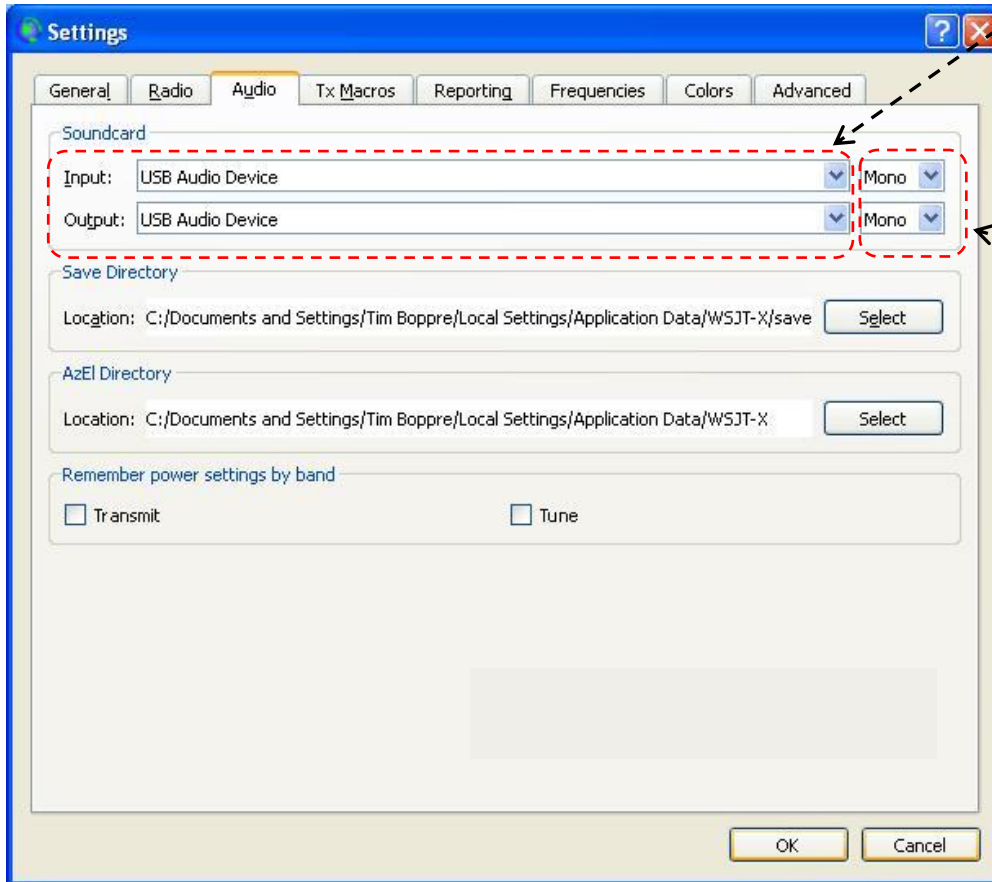 Settings
General Radio Audio Tx Macros Reporting Frequencies Colors Advanced
Soundcard
Input: USB Audio Device Mono
Output: USB Audio Device Mono
Save Directory
Location: C:/Documents and Settings/Tim Boppre/Local Settings/Application Data/WSJT-X/save Select
AzEl Directory
Location: C:/Documents and Settings/Tim Boppre/Local Settings/Application Data/WSJT-X Select
Remember power settings by band
Transmit Tune
OK Cancel